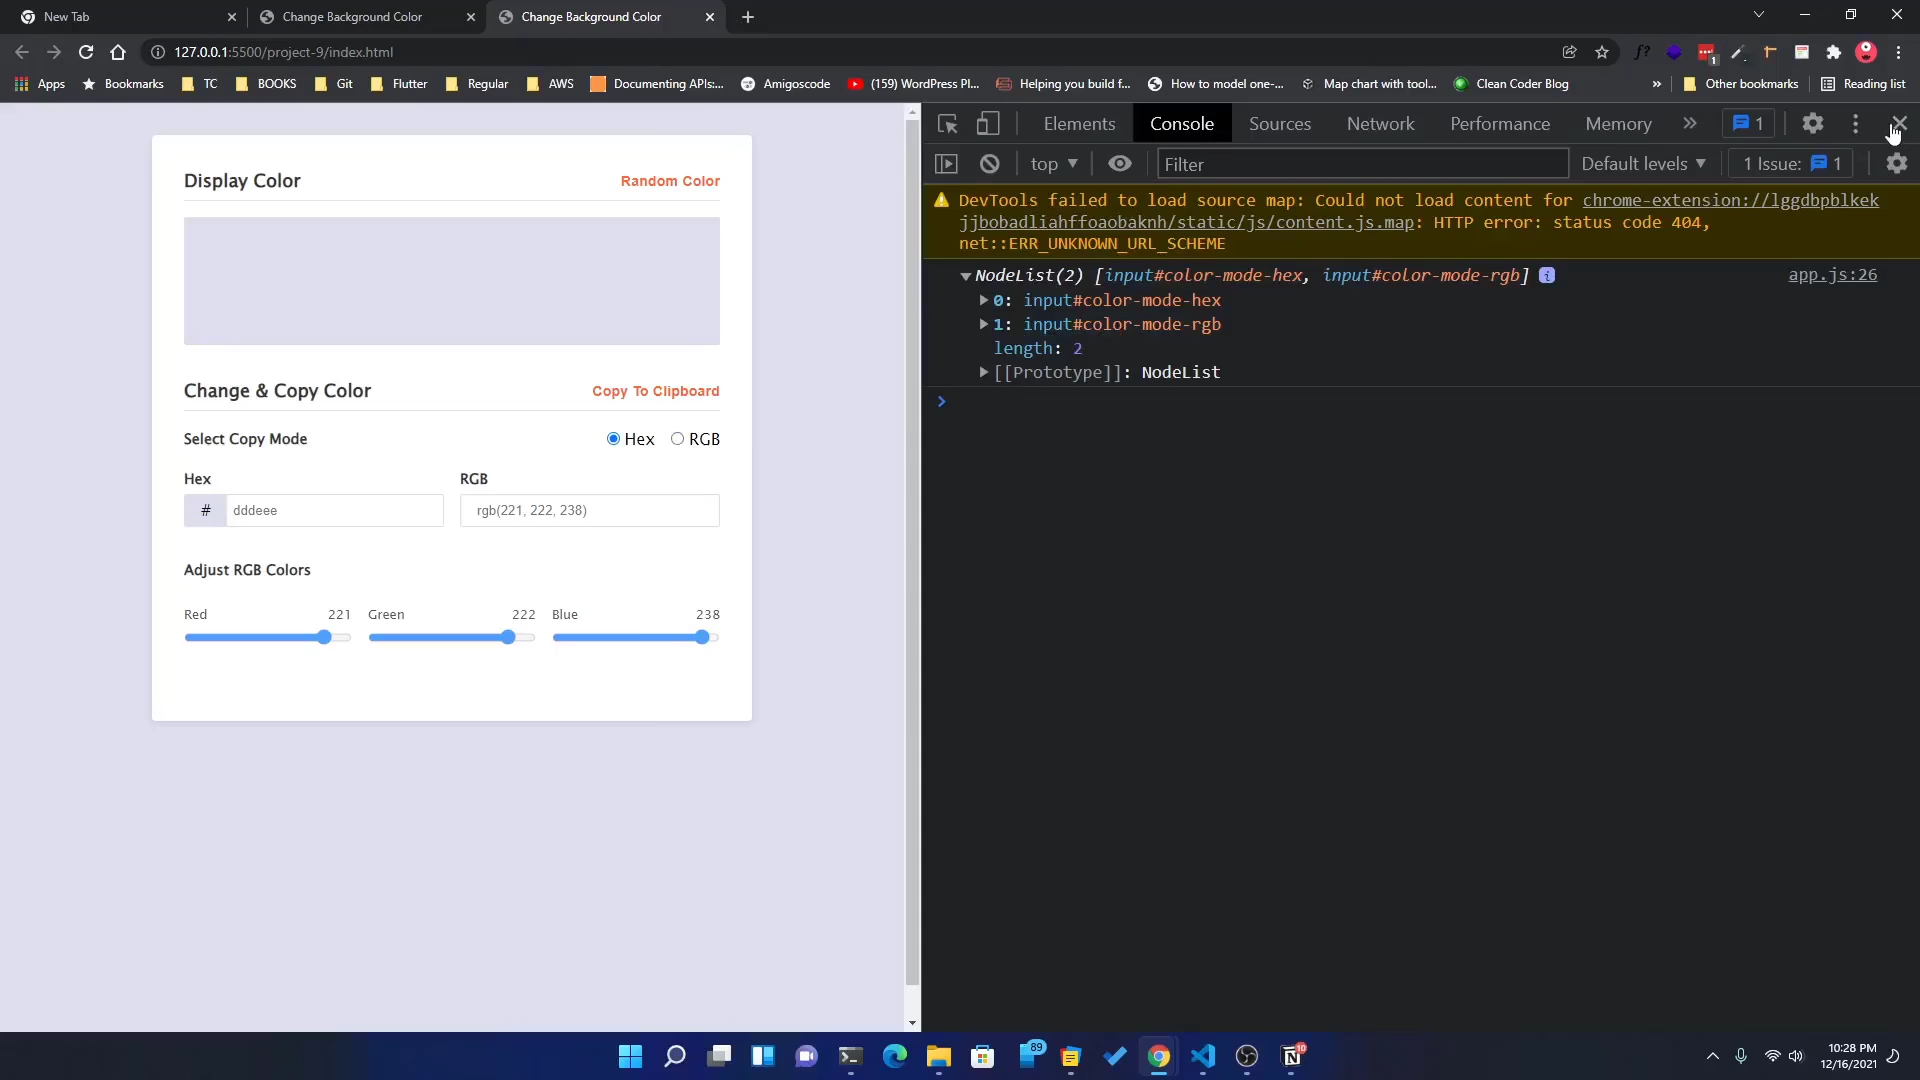 New Tab
Change Background Color
Change Background Color
127.0.0.1:5500/project-9/index.html
f?
1
Apps
Bookmarks
TC
BOOKS
Git
Flutter
Regular
AWS
Documenting APIs:...
Amigoscode
(159) WordPress Pl...
Helping you build f...
How to model one-...
Map chart with tool...
Clean Coder Blog
»
Other bookmarks
Reading list
Display Color
Random Color
Change & Copy Color
Copy To Clipboard
Select Copy Mode
Hex
RGB
Hex
RGB
# dddeee
rgb(221, 222, 238)
Adjust RGB Colors
Red 221
Green 222
Blue 238
Elements
Console
Sources
Network
Performance
Memory
»
1
top
Filter
Default levels
1 Issue: 1
DevTools failed to load source map: Could not load content for chrome-extension://lggdbpblkek
jjbobadliahffoaobaknh/static/js/content.js.map: HTTP error: status code 404,
net::ERR_UNKNOWN_URL_SCHEME
NodeList(2) [input#color-mode-hex, input#color-mode-rgb] i
app.js:26
0: input#color-mode-hex
1: input#color-mode-rgb
length: 2
[[Prototype]]: NodeList
89
10
10:28 PM
12/16/2021